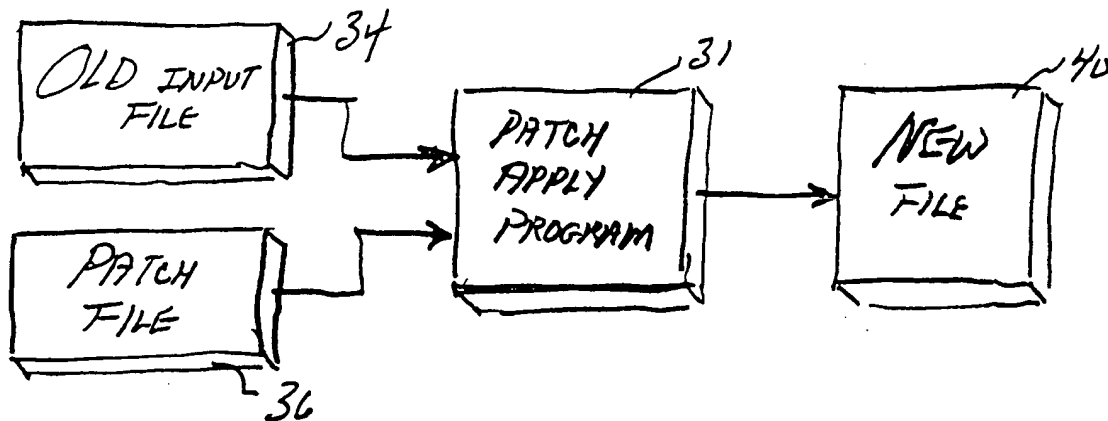 34
OLD INPUT
FILE
31
PATCH
APPLY
PROGRAM
40
NEW
FILE
PATCH
FILE
36